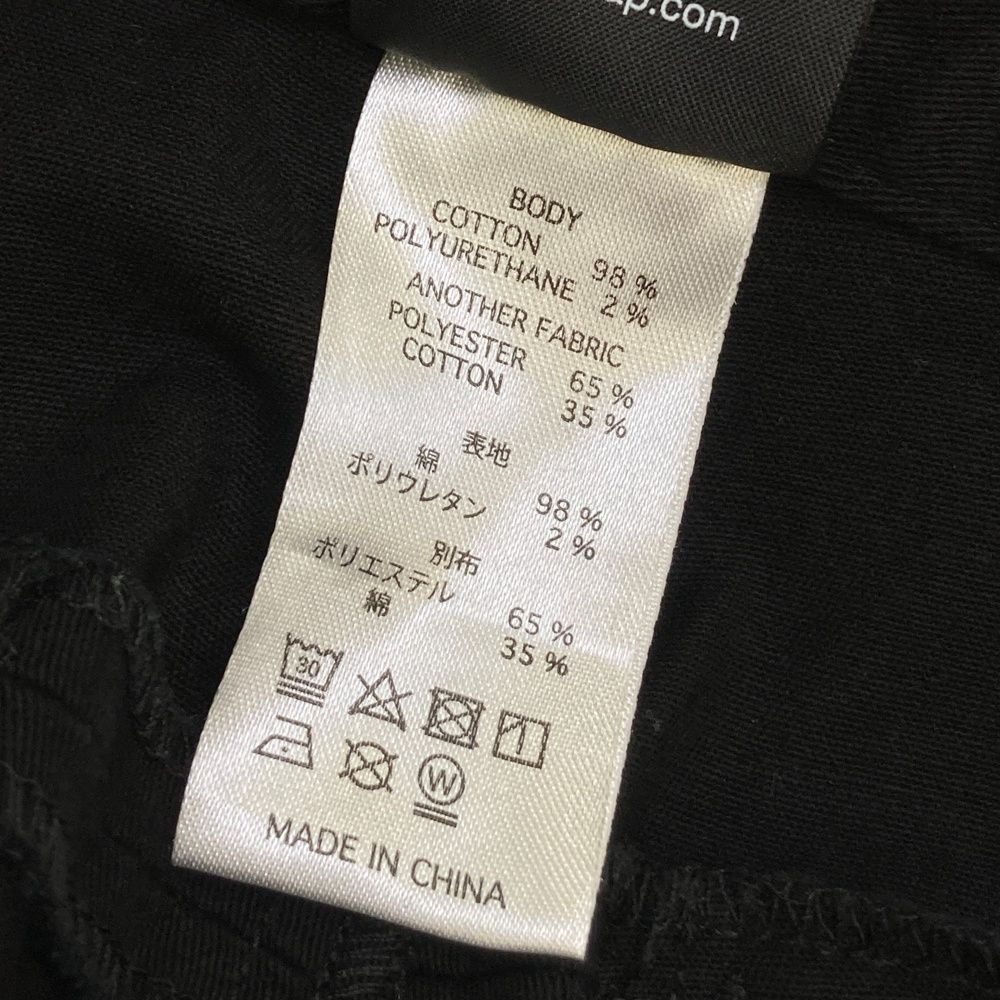 .com
BODY
COTTON 98 %
POLYURETHANE 2 %
ANOTHER FABRIC
POLYESTER 65 %
COTTON 35 %
表地
綿 98 %
ポリウレタン 2 %
別布
ポリエステル 65 %
綿 35 %
30
W
MADE IN CHINA